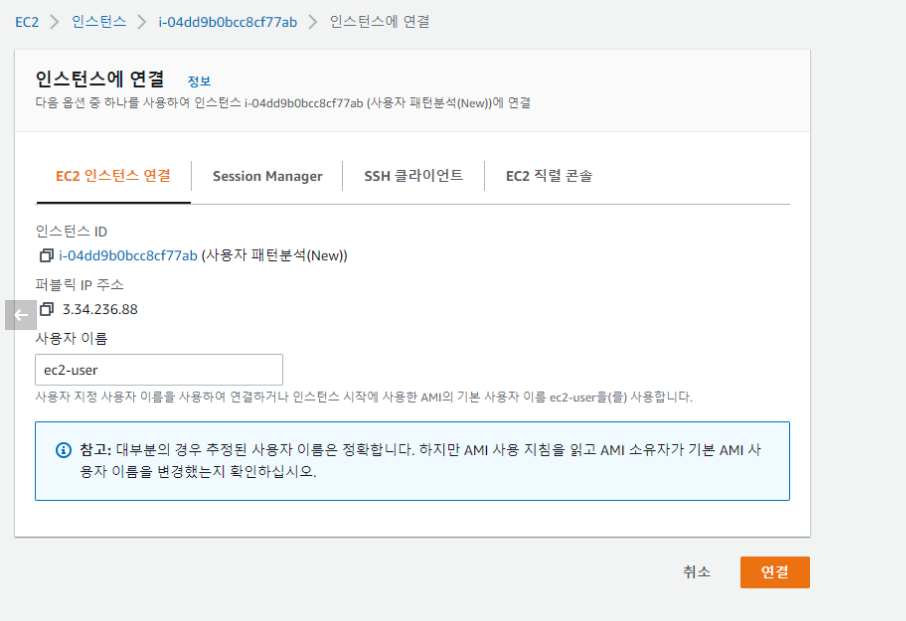 EC2 > 인스턴스 > i-04dd9b0bcc8cf77ab > 인스턴스에 연결
인스턴스에 연결 정보
다음 옵션 중 하나를 사용하여 인스턴스 i-04dd9b0bcc8cf77ab (사용자 패턴분석(New))에 연결
EC2 인스턴스 연결 Session Manager SSH 클라이언트 EC2 직렬 콘솔
인스턴스 ID
i-04dd9b0bcc8cf77ab (사용자 패턴분석(New))
퍼블릭 IP 주소
3.34.236.88
사용자 이름
ec2-user
사용자 지정 사용자 이름을 사용하여 연결하거나 인스턴스 시작에 사용한 AMI의 기본 사용자 이름 ec2-user을(를) 사용합니다.
참고: 대부분의 경우 추정된 사용자 이름은 정확합니다. 하지만 AMI 사용 지침을 읽고 AMI 소유자가 기본 AMI 사
용자 이름을 변경했는지 확인하십시오.
취소 연결